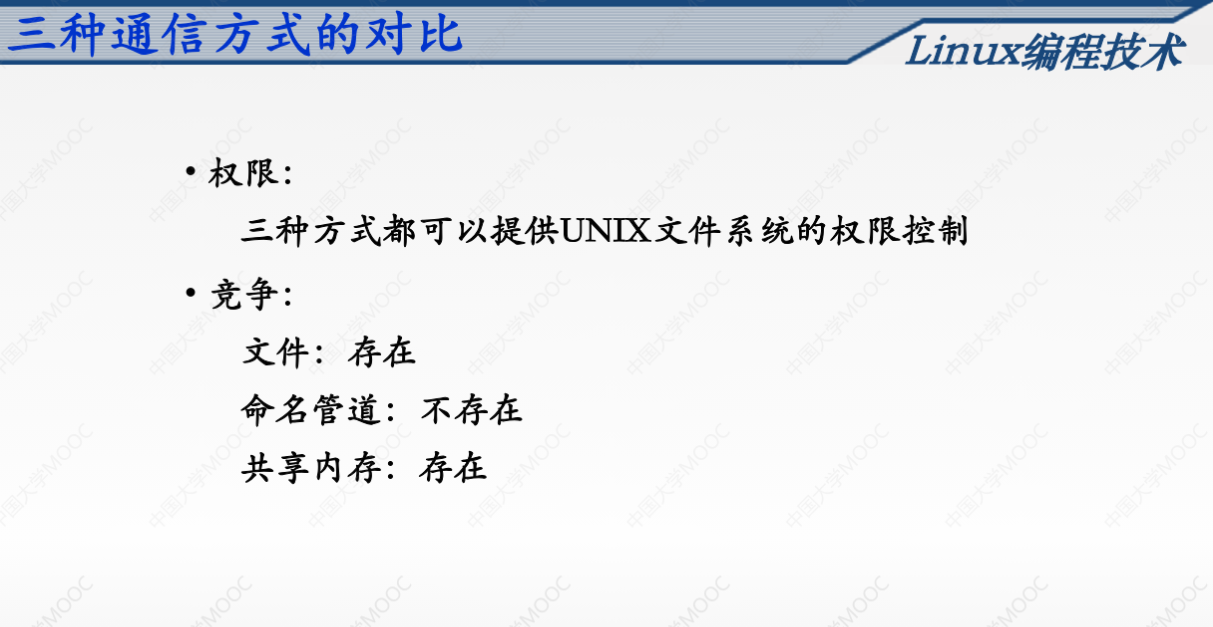 三种通信方式的对比
Linux编程技术
• 权限：
三种方式都可以提供UNIX文件系统的权限控制
• 竞争：
文件：存在
命名管道：不存在
共享内存：存在
中国大学MOOC